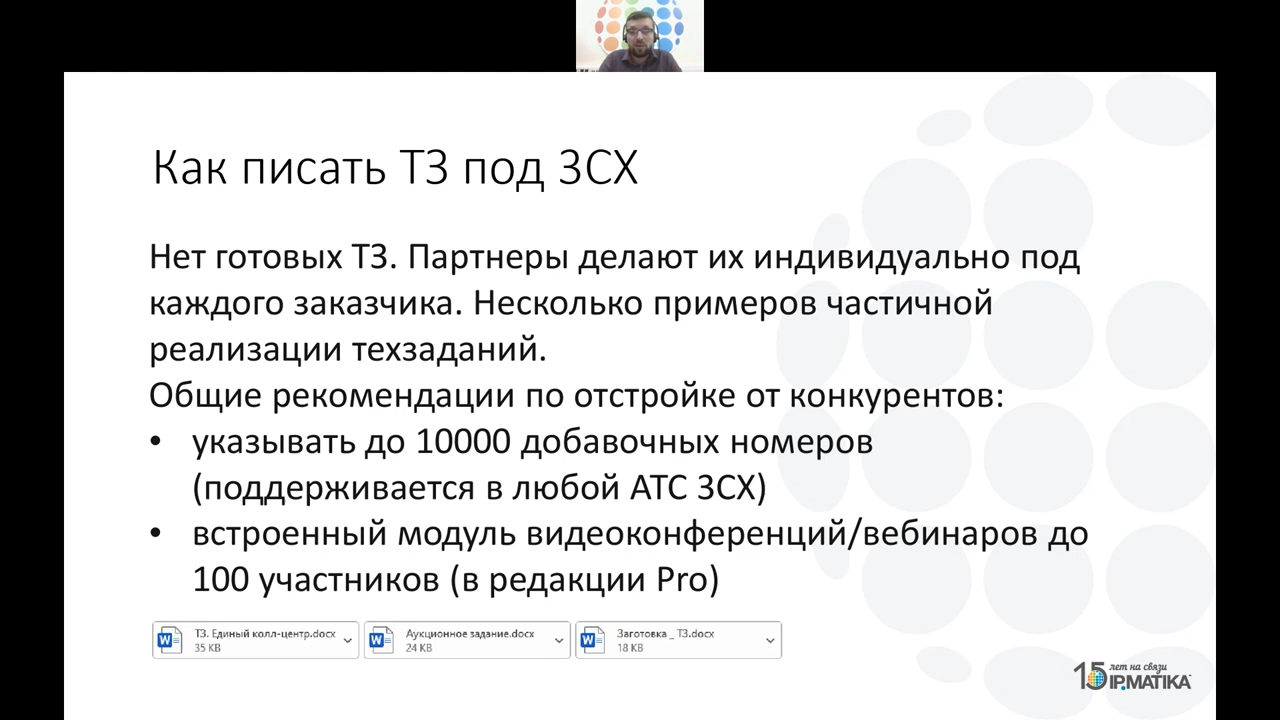 Как писать ТЗ под 3CX
Нет готовых ТЗ. Партнеры делают их индивидуально под
каждого заказчика. Несколько примеров частичной
реализации техзаданий.
Общие рекомендации по отстройке от конкурентов:
• указывать до 10000 добавочных номеров
(поддерживается в любой АТС 3CX)
• встроенный модуль видеоконференций/вебинаров до
100 участников (в редакции Pro)
ТЗ. Единый колл-центр.docx
35 KB
Аукционное задание.docx
24 KB
Заготовка _ ТЗ.docx
18 KB
15 лет на связи
IPMATIKA